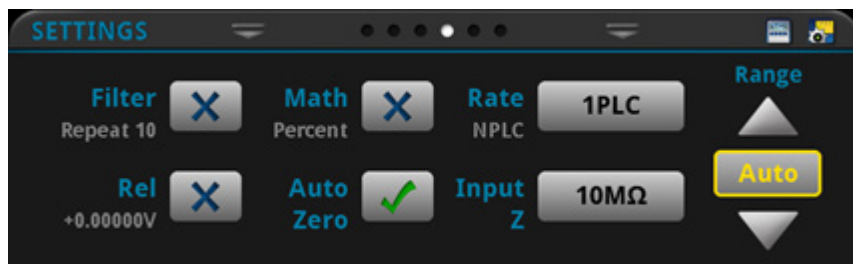 SETTINGS
Filter
Repeat 10
Math
Percent
Rate
NPLC
1PLC
Range
Rel
+0.00000V
Auto
Zero
Input
Z
10MΩ
Auto